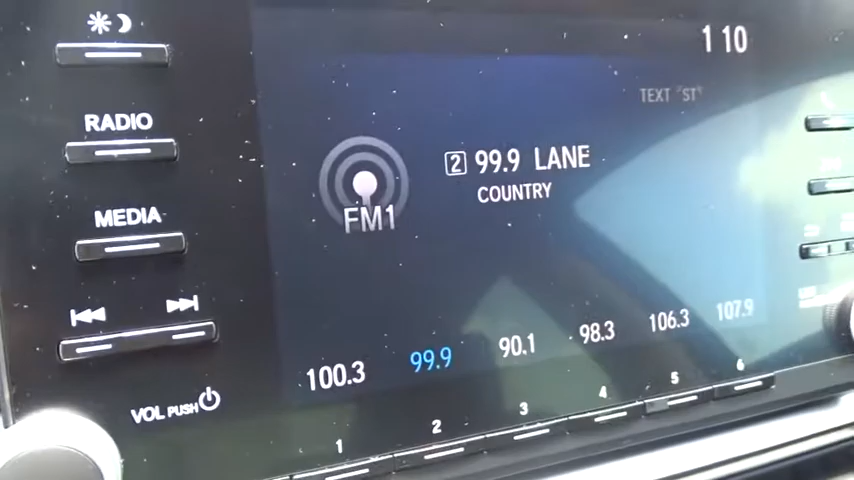 1 10
RADIO
TEXT
2 99.9 LANE
COUNTRY
FM1
MEDIA
VOL PUSH
100.3 99.9 90.1 98.3 106.3 107.9
1 2 3 4 5 6